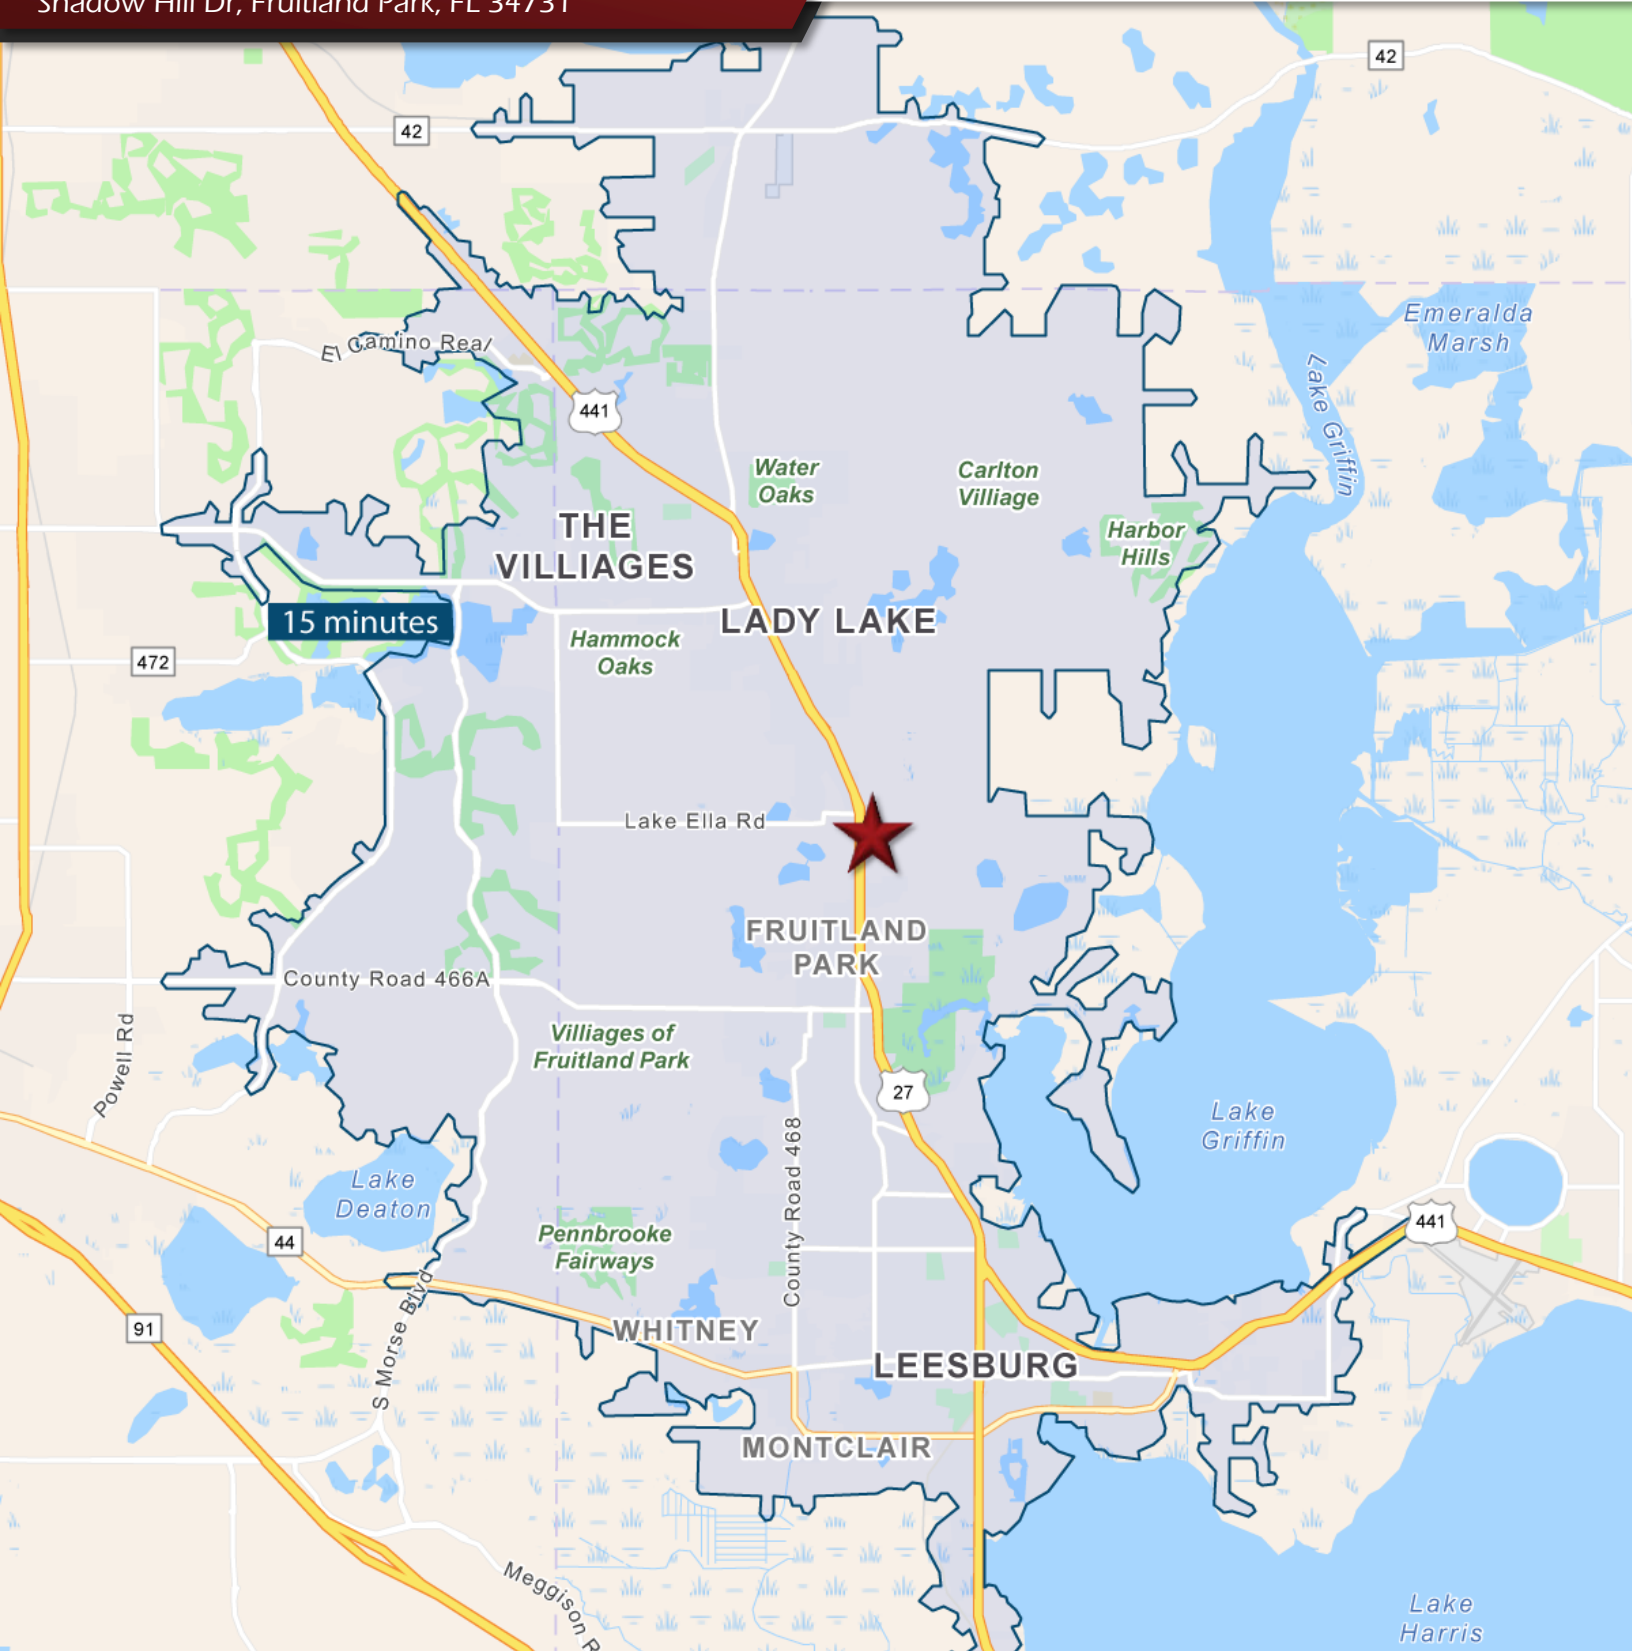 Shadow Hill Dr, Fruitland Park, FL 34731
42
42
Emeralda
Marsh
El Camino Real
Lake Griffin
441
Water
Oaks
Carlton
Villiage
THE
VILLIAGES
Harbor
Hills
15 minutes
LADY LAKE
Hammock
Oaks
472
Lake Ella Rd
FRUITLAND
PARK
County Road 466A
Powell Rd
Villiages of
Fruitland Park
27
Lake
Griffin
County Road 468
Lake
Deaton
441
44
Pennbrooke
Fairways
91
S Morse Blvd
WHITNEY
LEESBURG
MONTCLAIR
Meggison R
Lake
Harris